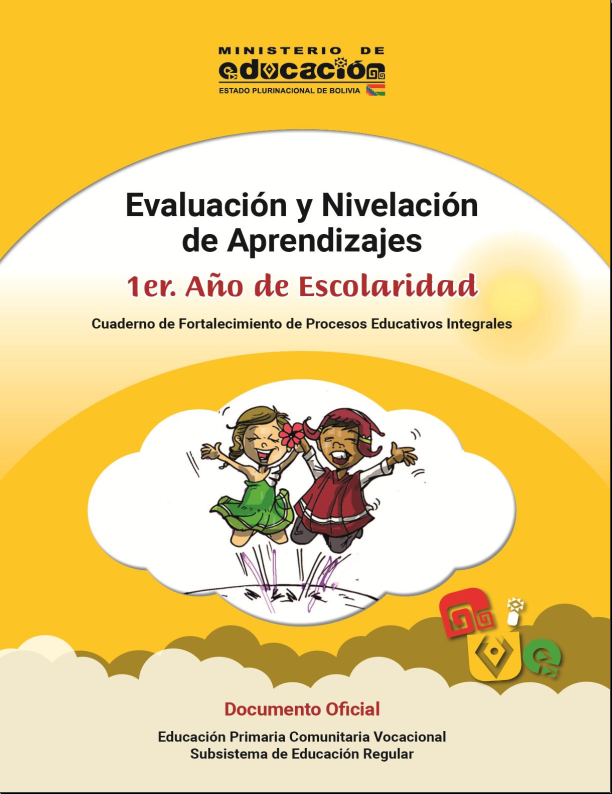 MINISTERIO DE
educación
ESTADO PLURINACIONAL DE BOLIVIA
Evaluación y Nivelación
de Aprendizajes
1er. Año de Escolaridad
Cuaderno de Fortalecimiento de Procesos Educativos Integrales
Documento Oficial
Educación Primaria Comunitaria Vocacional
Subsistema de Educación Regular